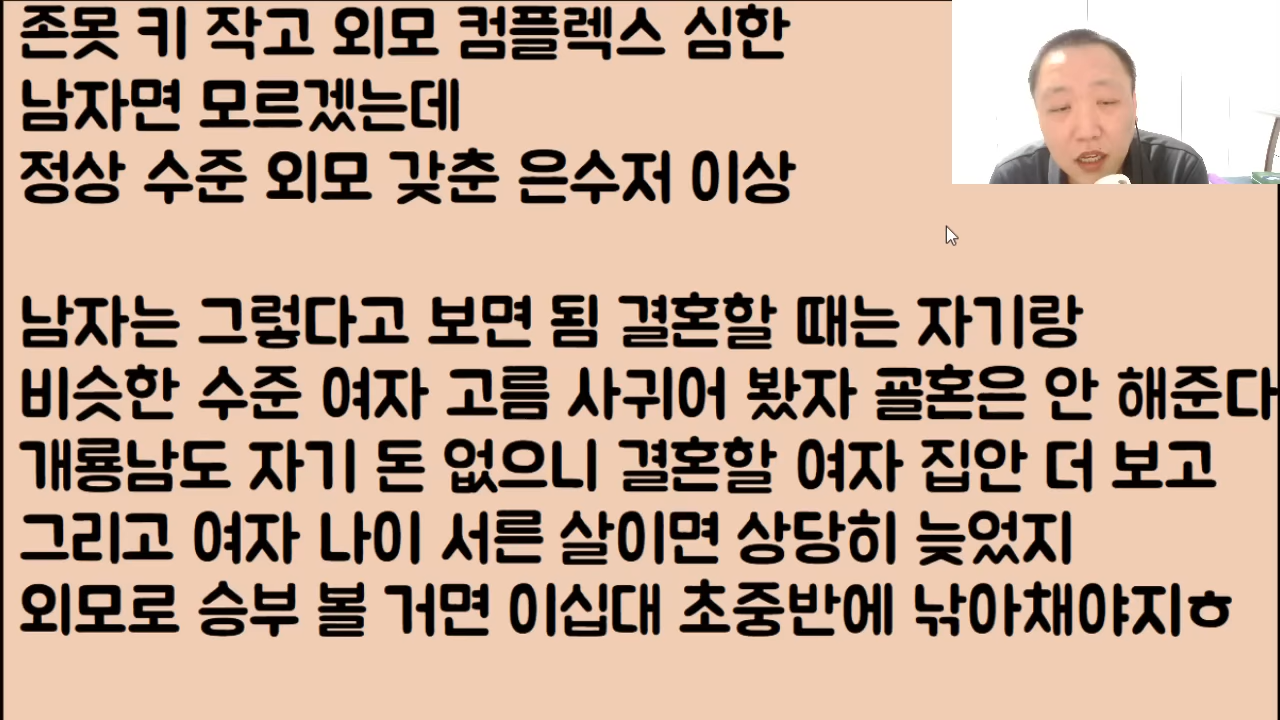 존못 키 작고 외모 컴플렉스 심한
남자면 모르겠는데
정상 수준 외모 갖춘 은수저 이상
남자는 그렇다고 보면 됨 결혼할 때는 자기랑
비슷한 수준 여자 고름 사귀어 봤자 굘혼은 안 해준다
개룡남도 자기 돈 없으니 결혼할 여자 집안 더 보고
그리고 여자 나이 서른 살이면 상당히 늦었지
외모로 승부 볼 거면 이십대 초중반에 낚아채야지ㅎ